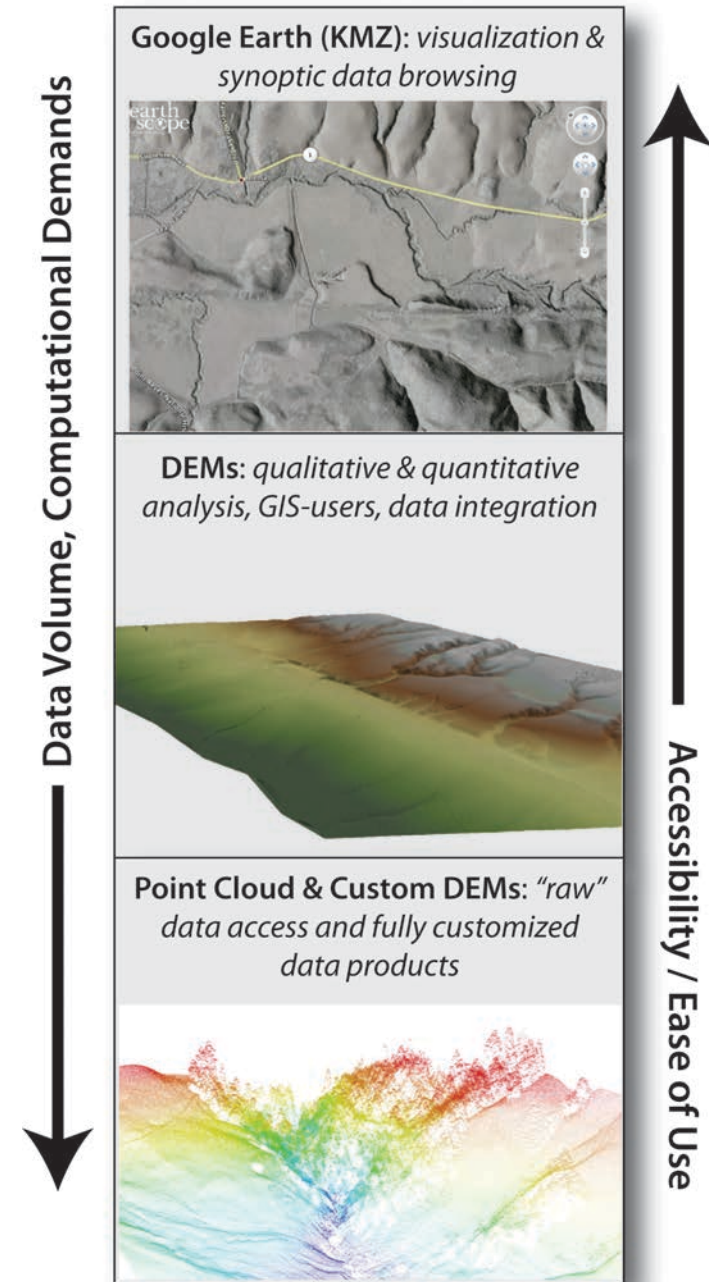 Google Earth (KMZ): visualization &
synoptic data browsing
earth
scope
DEMs: qualitative & quantitative
analysis, GIS-users, data integration
Point Cloud & Custom DEMs: “raw”
data access and fully customized
data products
Data Volume, Computational Demands
Accessibility / Ease of Use